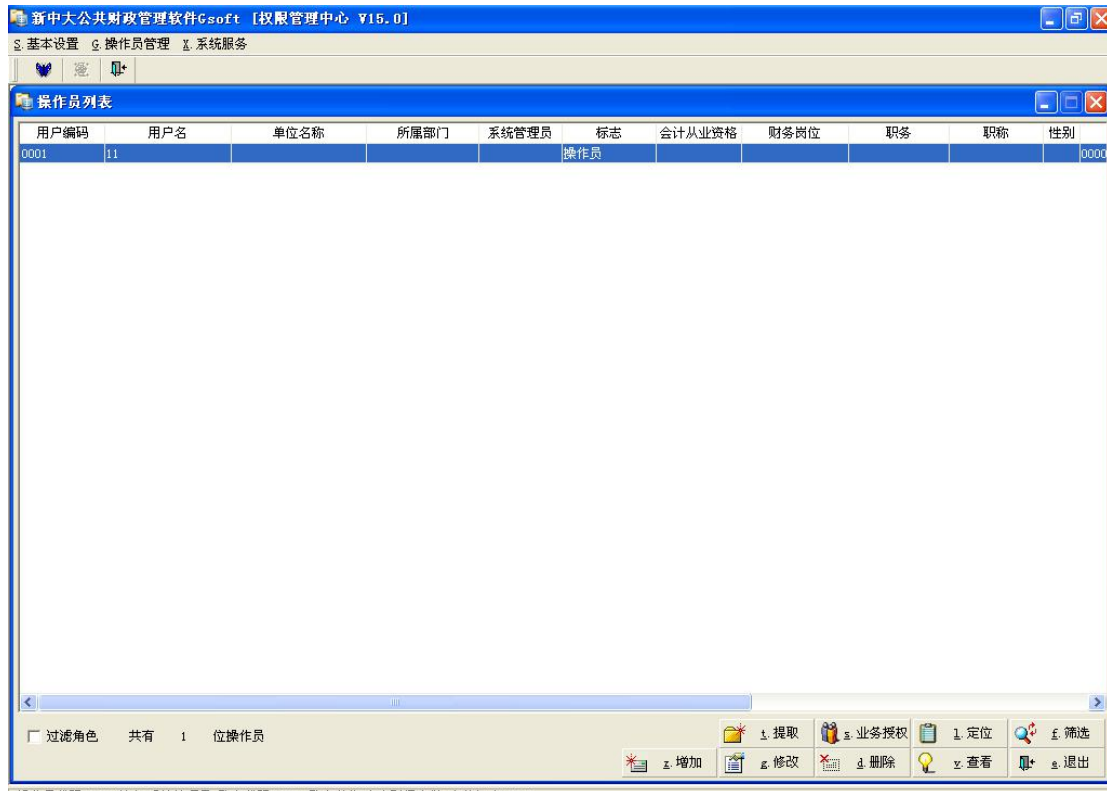 新中大公共财政管理软件Gsoft [权限管理中心 V15.0]
S.基本设置 G.操作员管理 X.系统服务
操作员列表
用户编码 用户名 单位名称 所属部门 系统管理员 标志 会计从业资格 财务岗位 职务 职称 性别
0001 11 操作员 0000
过滤角色 共有 1 位操作员 t.提取 s.业务授权 l.定位 f.筛选
z.增加 g.修改 d.删除 v.查看 e.退出